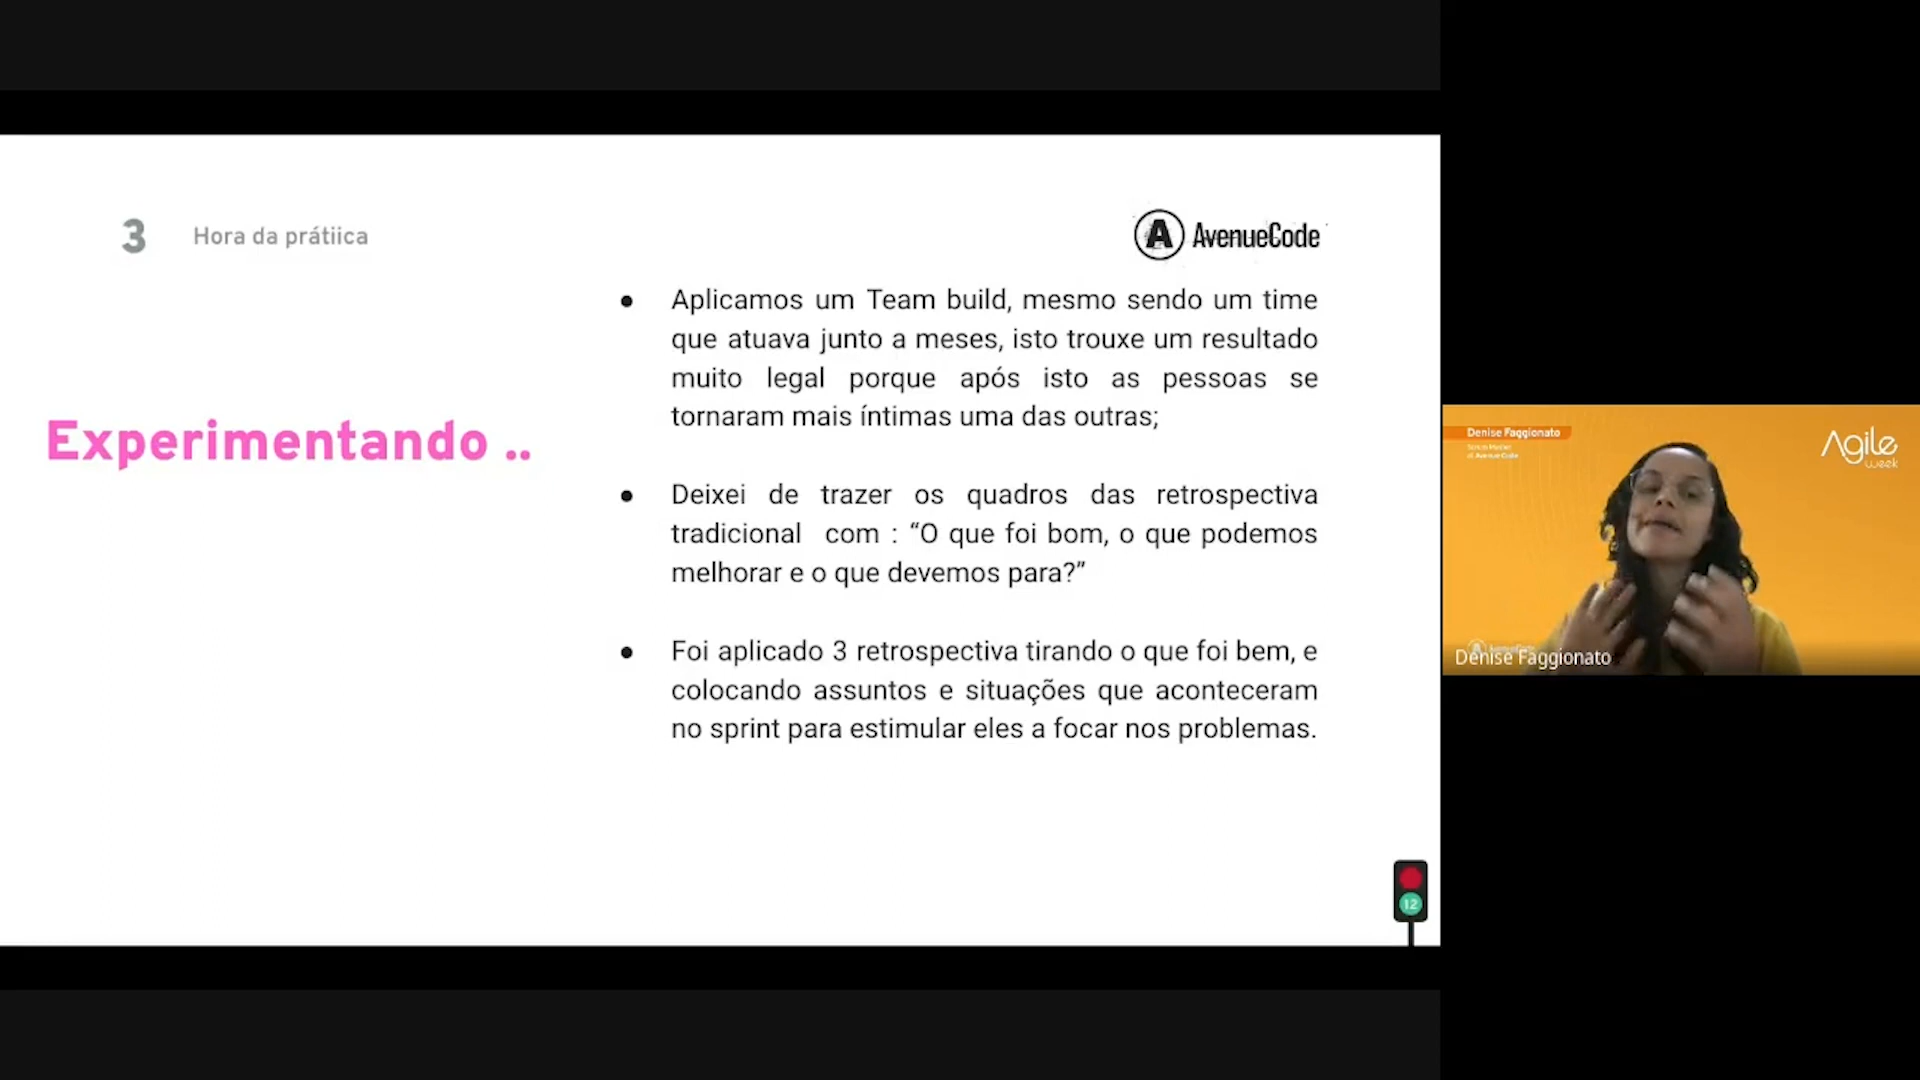 3 Hora da prátiica
AvenueCode
Experimentando ..
● Aplicamos um Team build, mesmo sendo um time
que atuava junto a meses, isto trouxe um resultado
muito legal porque após isto as pessoas se
tornaram mais íntimas uma das outras;
● Deixei de trazer os quadros das retrospectiva
tradicional com : “O que foi bom, o que podemos
melhorar e o que devemos para?”
● Foi aplicado 3 retrospectiva tirando o que foi bem, e
colocando assuntos e situações que aconteceram
no sprint para estimular eles a focar nos problemas.
12
Denise Faggionato
Scrum Master
at AvenueCode
Agile
week
Denise Faggionato